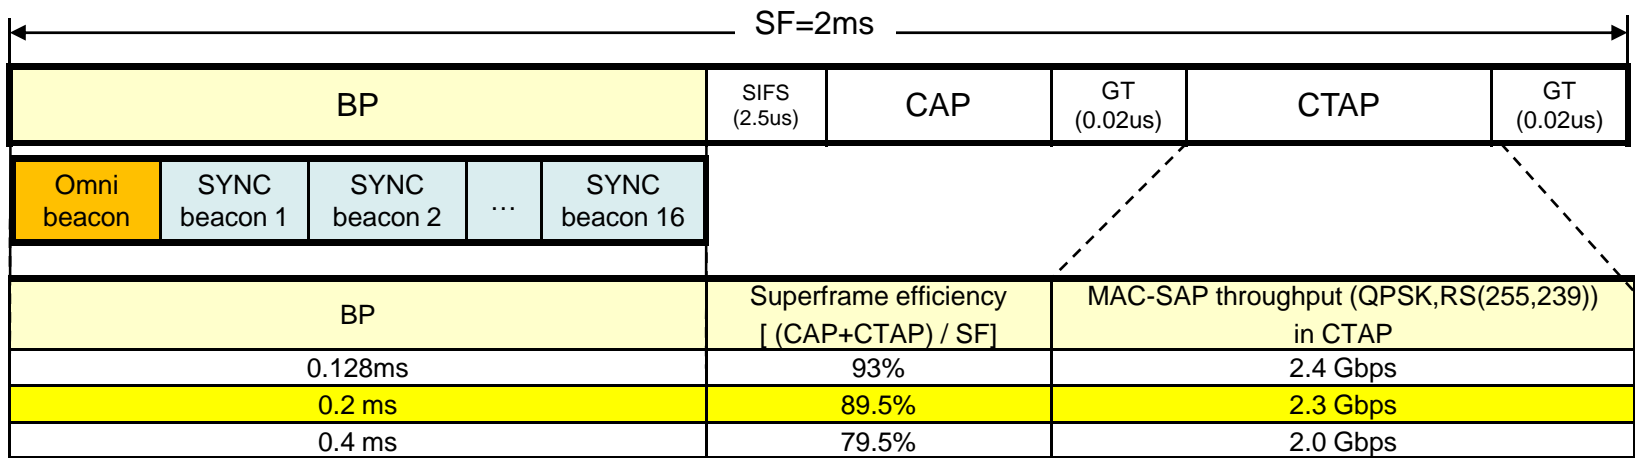 SF=2ms
BP
SIFS
(2.5us)
CAP
GT
(0.02us)
CTAP
GT
(0.02us)
Omni
beacon
SYNC
beacon 1
SYNC
beacon 2
…
SYNC
beacon 16
BP
Superframe efficiency
[ (CAP+CTAP) / SF]
MAC-SAP throughput (QPSK,RS(255,239))
in CTAP
0.128ms
93%
2.4 Gbps
0.2 ms
89.5%
2.3 Gbps
0.4 ms
79.5%
2.0 Gbps